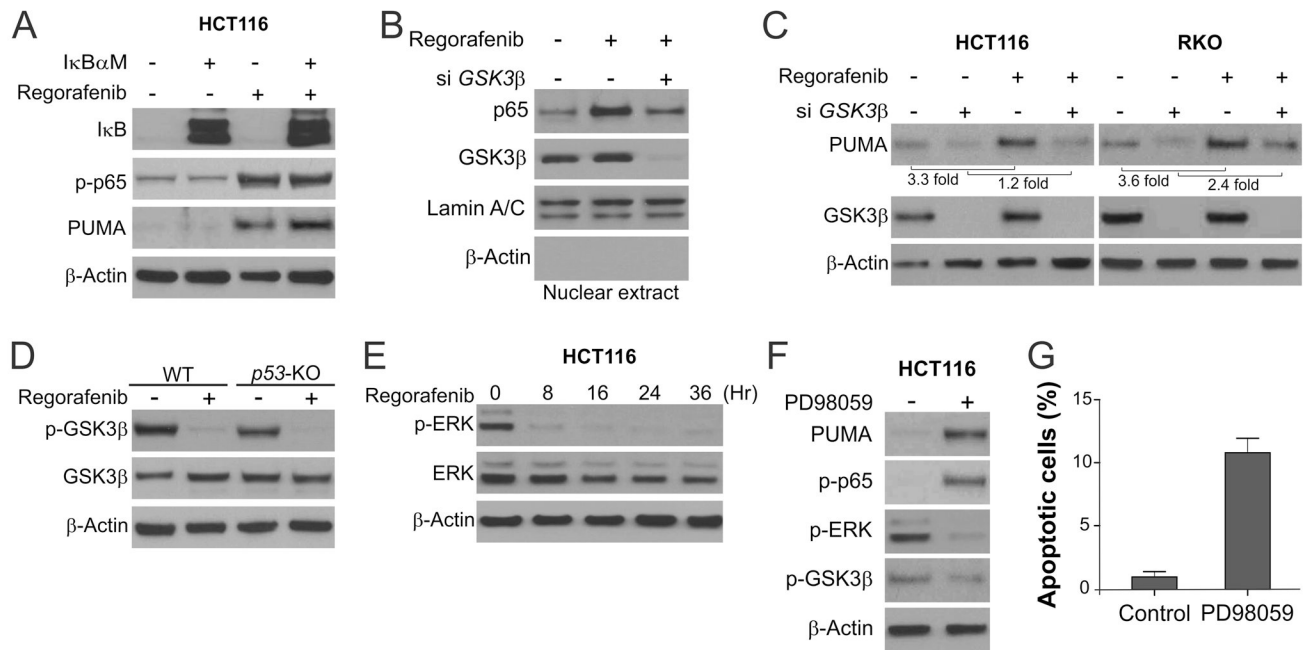 A
HCT116
IκBαM - + - +
Regorafenib - - + +
IκB
p-p65
PUMA
β-Actin
B
Regorafenib - + +
si GSK3β - - +
p65
GSK3β
Lamin A/C
β-Actin
Nuclear extract
C
HCT116 RKO
Regorafenib - - + + - - + +
si GSK3β - + - + - + - +
PUMA
3.3 fold 1.2 fold 3.6 fold 2.4 fold
GSK3β
β-Actin
D
WT p53-KO
Regorafenib - + - +
p-GSK3β
GSK3β
β-Actin
E
HCT116
Regorafenib 0 8 16 24 36 (Hr)
p-ERK
ERK
β-Actin
F
HCT116
PD98059
- +
PUMA
p-p65
p-ERK
p-GSK3β
β-Actin
G
Apoptotic cells (%)
15
10
5
0
Control PD98059